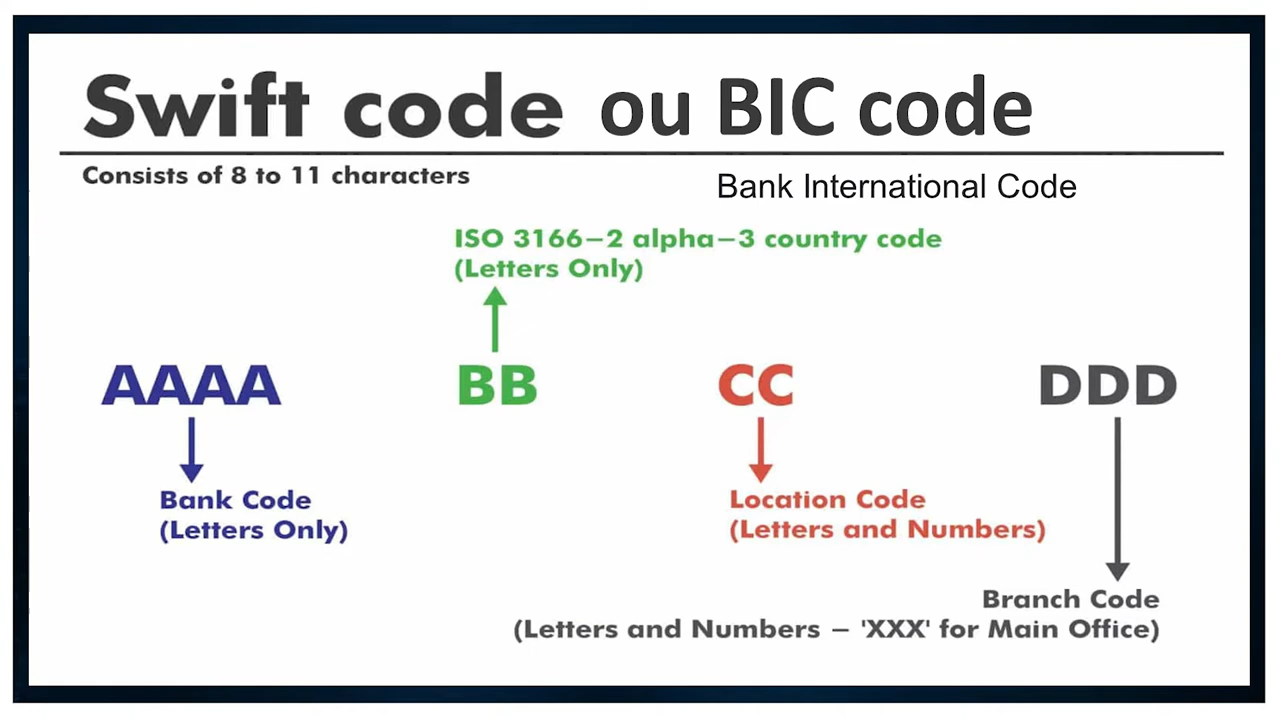 Swift code ou BIC code
Consists of 8 to 11 characters
Bank International Code
ISO 3166–2 alpha–3 country code
(Letters Only)
AAAA BB CC DDD
Bank Code
(Letters Only)
Location Code
(Letters and Numbers)
Branch Code
(Letters and Numbers – 'XXX' for Main Office)